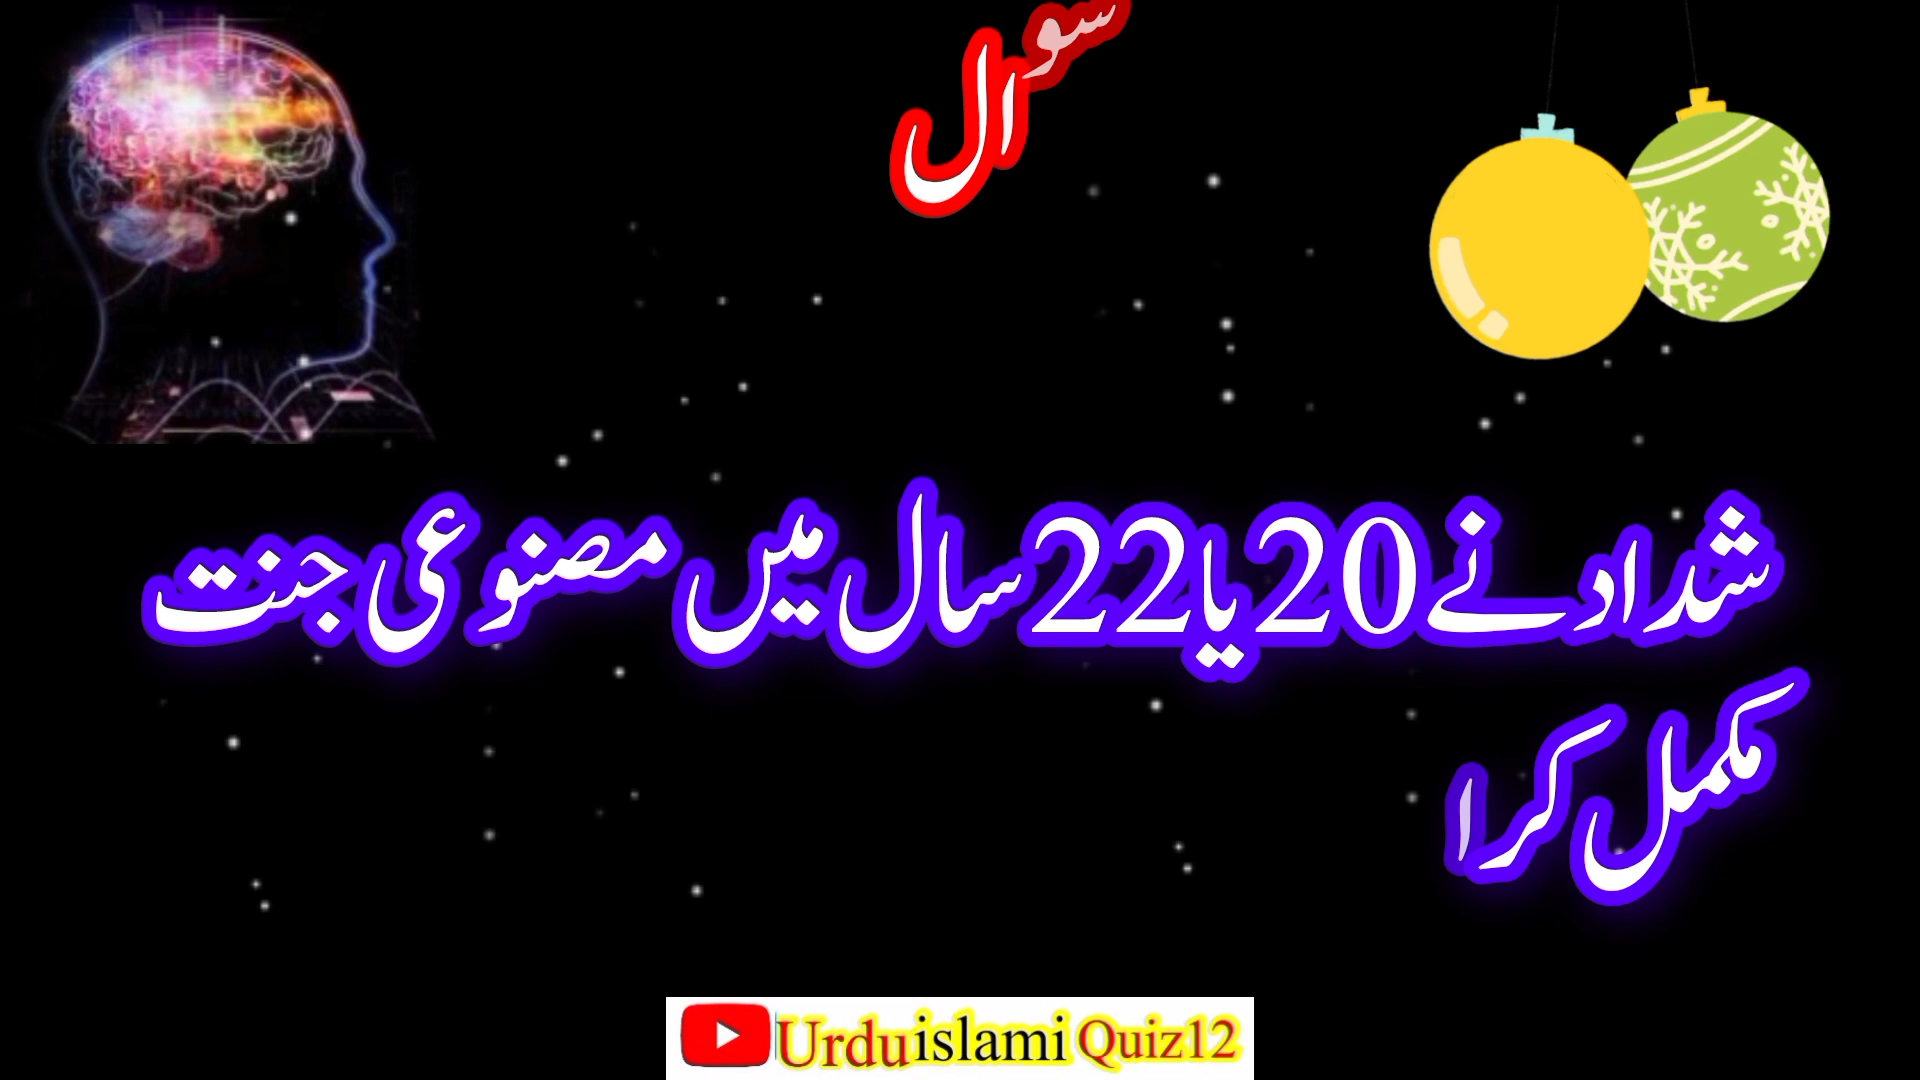 سوال
شداد نے 20 یا 22 سال میں مصنوعی جنت
مکمل کرا
Urduislami Quiz12